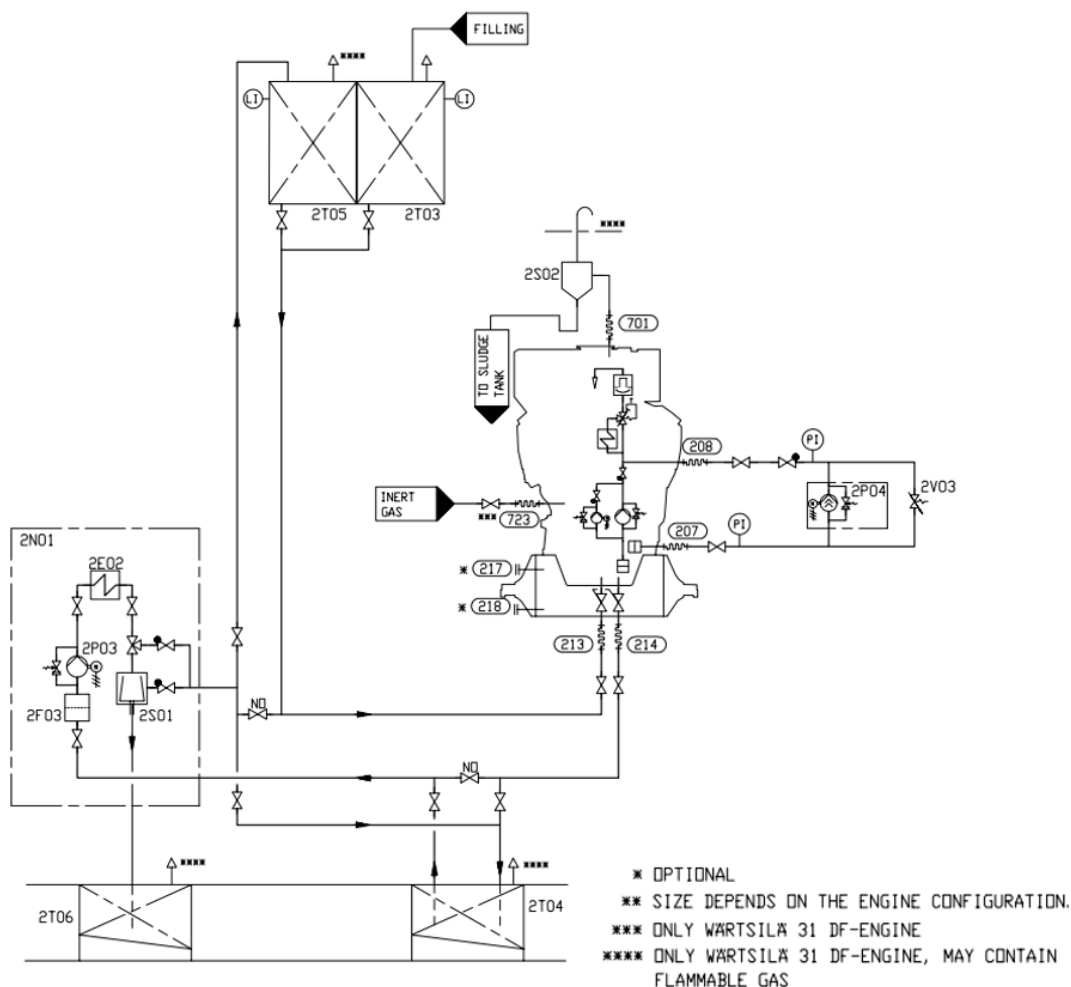 FILLING
****
LI
LI
2T05
2T03
****
2S02
701
TO SLUDGE
TANK
208
PI
2P04
2V03
INERT
GAS
***
723
207
PI
2N01
2E02
* 217
* 218
2P03
213
214
2F03
2S01
NO
NO
****
****
2T06
2T04
* OPTIONAL
** SIZE DEPENDS ON THE ENGINE CONFIGURATION.
*** ONLY WÄRTSILÄ 31 DF-ENGINE
**** ONLY WÄRTSILÄ 31 DF-ENGINE, MAY CONTAIN
FLAMMABLE GAS